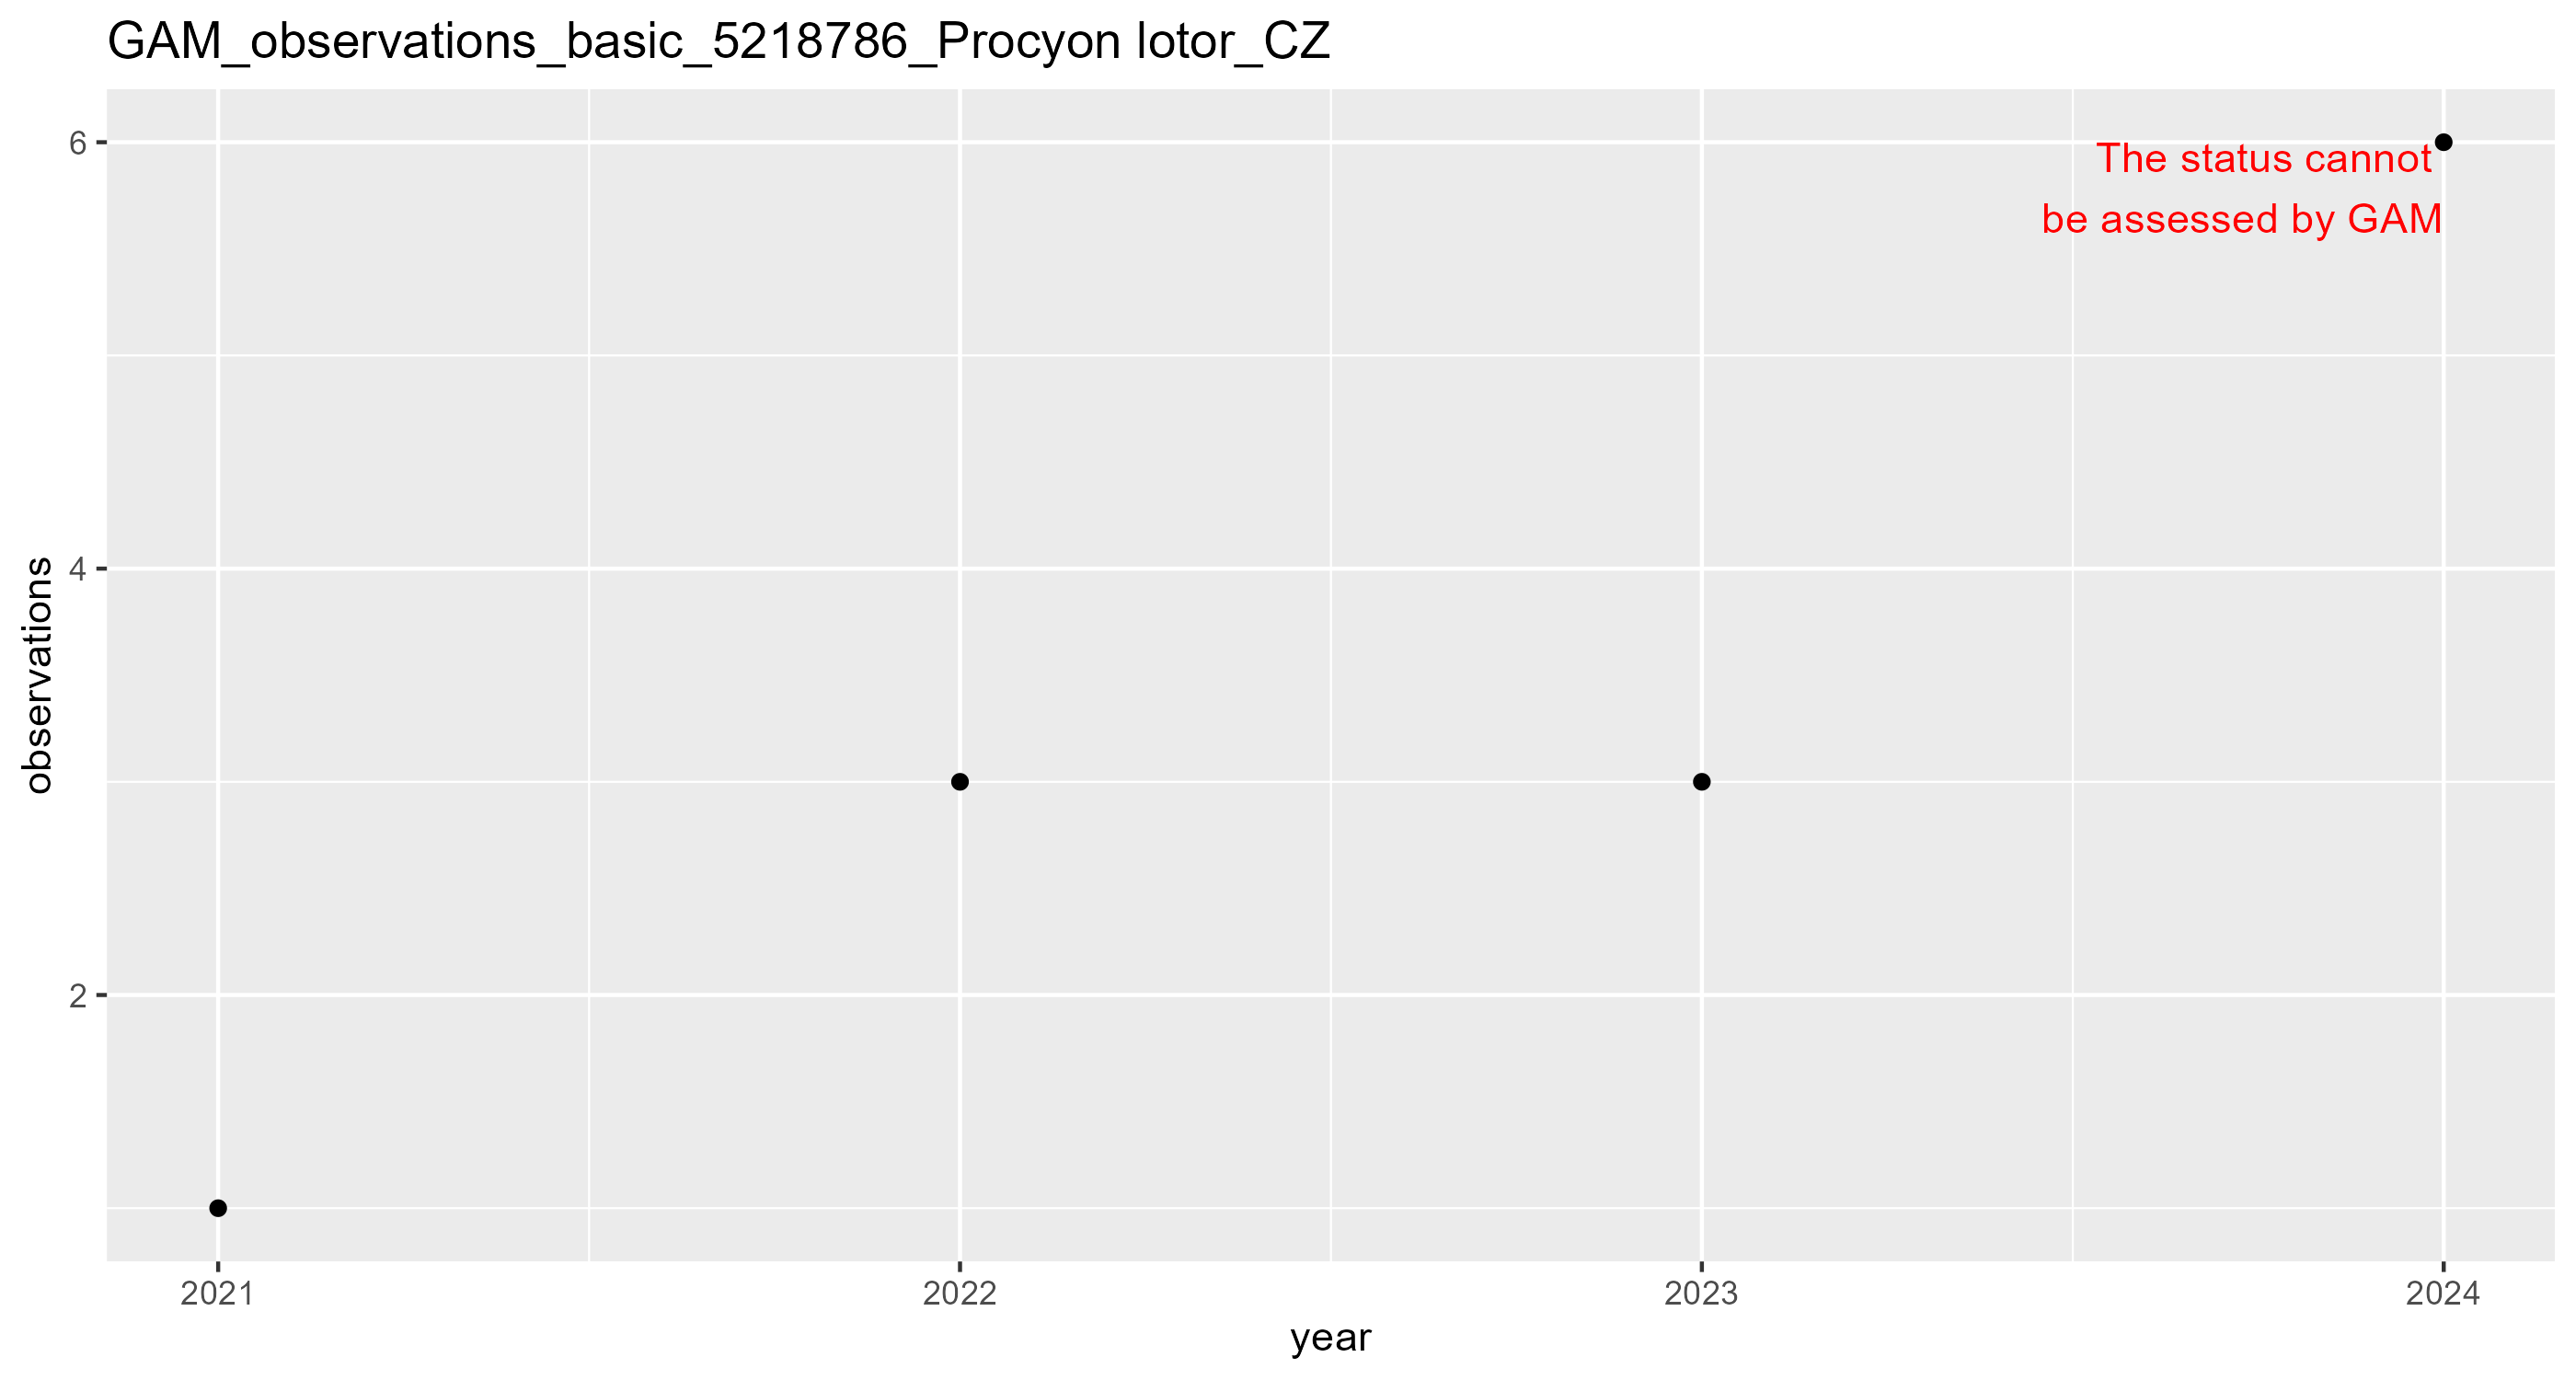 GAM_observations_basic_5218786_Procyon lotor_CZ
6
The status cannot
be assessed by GAM
4
observations
2
2021 2022 2023 2024
year